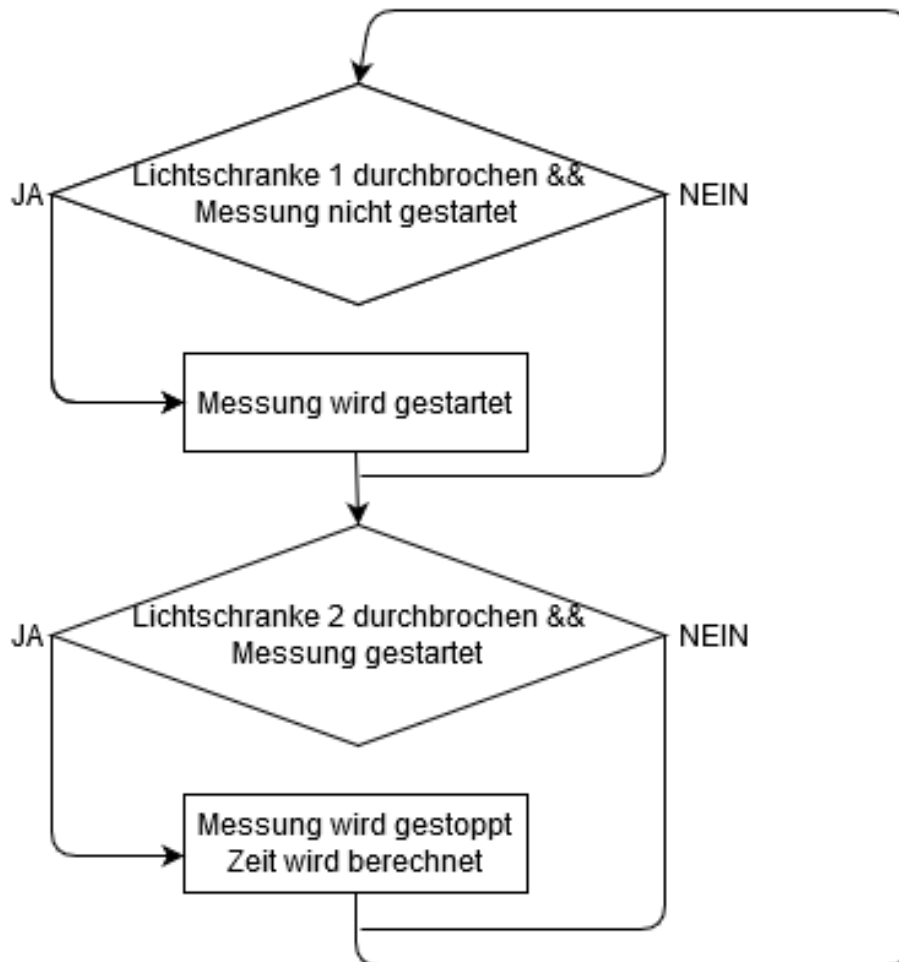 Lichtschranke 1 durchbrochen &&
Messung nicht gestartet
JA
NEIN
Messung wird gestartet
Lichtschranke 2 durchbrochen &&
Messung gestartet
JA
NEIN
Messung wird gestoppt
Zeit wird berechnet